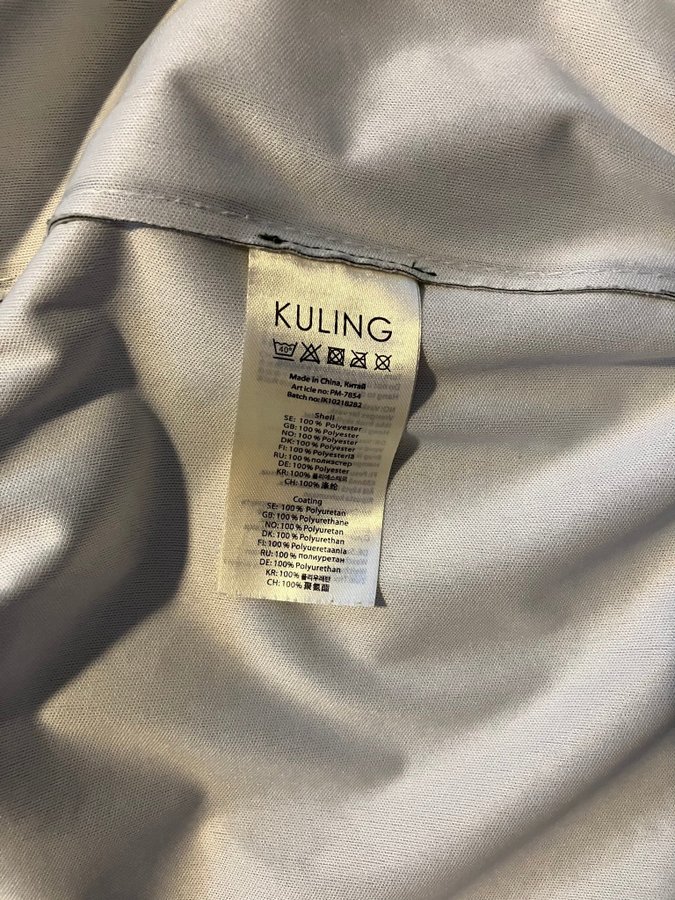 KULING
40°
Made in China, Китай
Article no: PM-7854
Batch no: IK10218282
Shell
SE: 100% Polyester
GB: 100% Polyester
NO: 100% Polyester
DK: 100% Polyester
FI: 100% Polyesteriä
RU: 100% полиэстер
DE: 100% Polyester
KR: 100% 폴리에스테르
CH: 100%
Coating
SE: 100% Polyuretan
GB: 100% Polyurethane
NO: 100% Polyuretan
DK: 100% Polyurethan
FI: 100% Polyueretaania
RU: 100% полиуретан
DE: 100% Polyurethan
KR: 100% 폴리우레탄
CH: 100% 聚氨酯